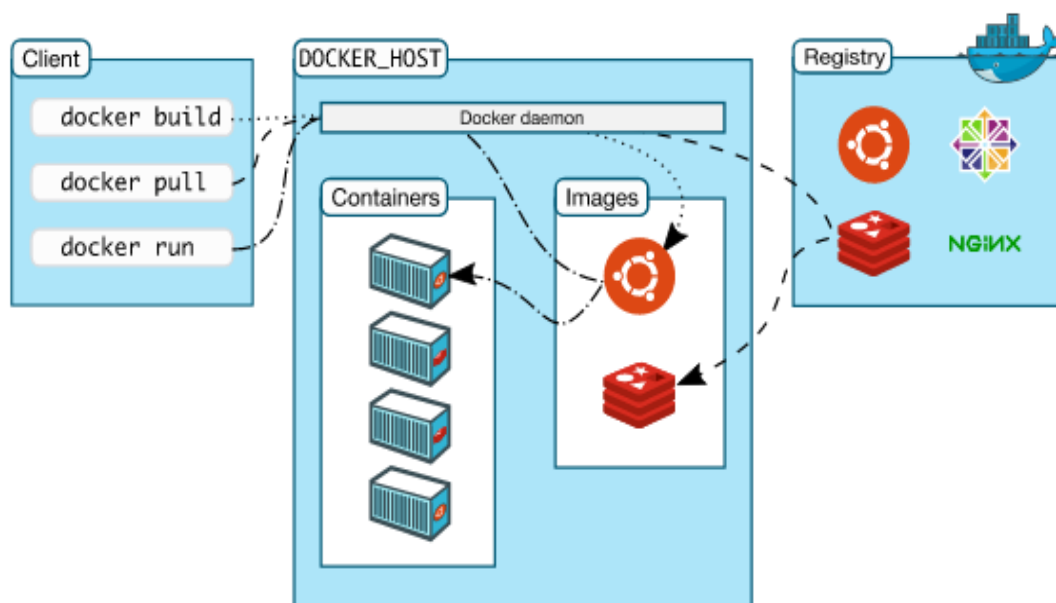 Client
docker build
docker pull
docker run
DOCKER_HOST
Docker daemon
Containers
Images
Registry
NGiNX